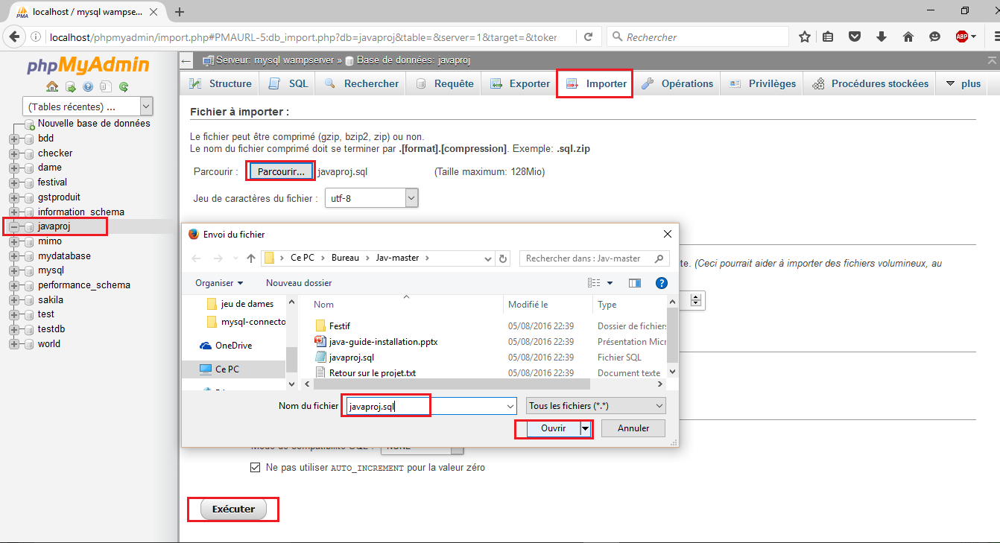 localhost / mysql wampse...
localhost/phpmyadmin/import.php#PMAURL-5:db_import.php?db=javaproj&table=&server=1&target=&token
Rechercher
ABP
phpMyAdmin
(Tables récentes) ...
Nouvelle base de données
bdd
checker
dame
festival
gstproduit
information_schema
javaproj
mimo
mydatabase
mysql
performance_schema
sakila
test
testdb
world
Serveur: mysql wampserver » Base de données: javaproj
Structure SQL Rechercher Requête Exporter Importer Opérations Privilèges Procédures stockées plus
Fichier à importer :
Le fichier peut être comprimé (gzip, bzip2, zip) ou non.
Le nom du fichier comprimé doit se terminer par .[format].[compression]. Exemple: .sql.zip
Parcourir : Parcourir... javaproj.sql (Taille maximum: 128Mio)
Jeu de caractères du fichier : utf-8
te. (Ceci pourrait aider à importer des fichiers volumineux, au
Envoi du fichier
Ce PC > Bureau > Jav-master >
Rechercher dans : Jav-master
Organiser Nouveau dossier
jeu de dames
mysql-connecto
OneDrive
Ce PC
Nom Modifié le Type
Festif 05/08/2016 22:39 Dossier de fichiers
java-guide-installation.pptx 05/08/2016 22:39 Présentation Micr
javaproj.sql 05/08/2016 22:39 Fichier SQL
Retour sur le projet.txt 05/08/2016 22:39 Document texte
Nom du fichier javaproj.sql Tous les fichiers (*.*)
Ouvrir Annuler
Mode de compatibilité SQL : NONE
Ne pas utiliser AUTO_INCREMENT pour la valeur zéro
Exécuter